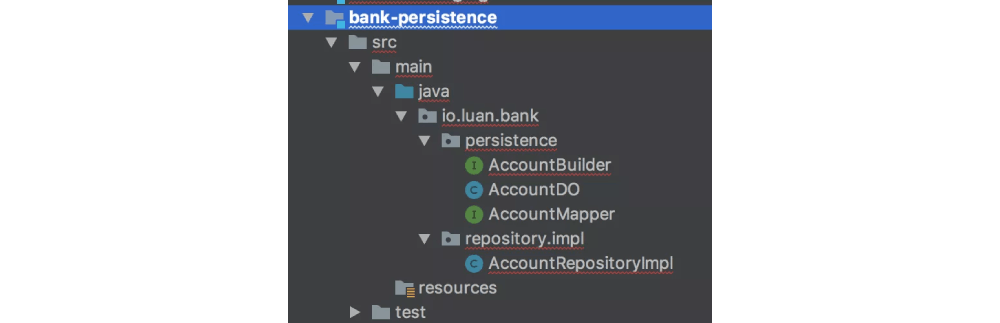 bank-persistence
src
main
java
io.luan.bank
persistence
I AccountBuilder
C AccountDO
I AccountMapper
repository.impl
C AccountRepositoryImpl
resources
test